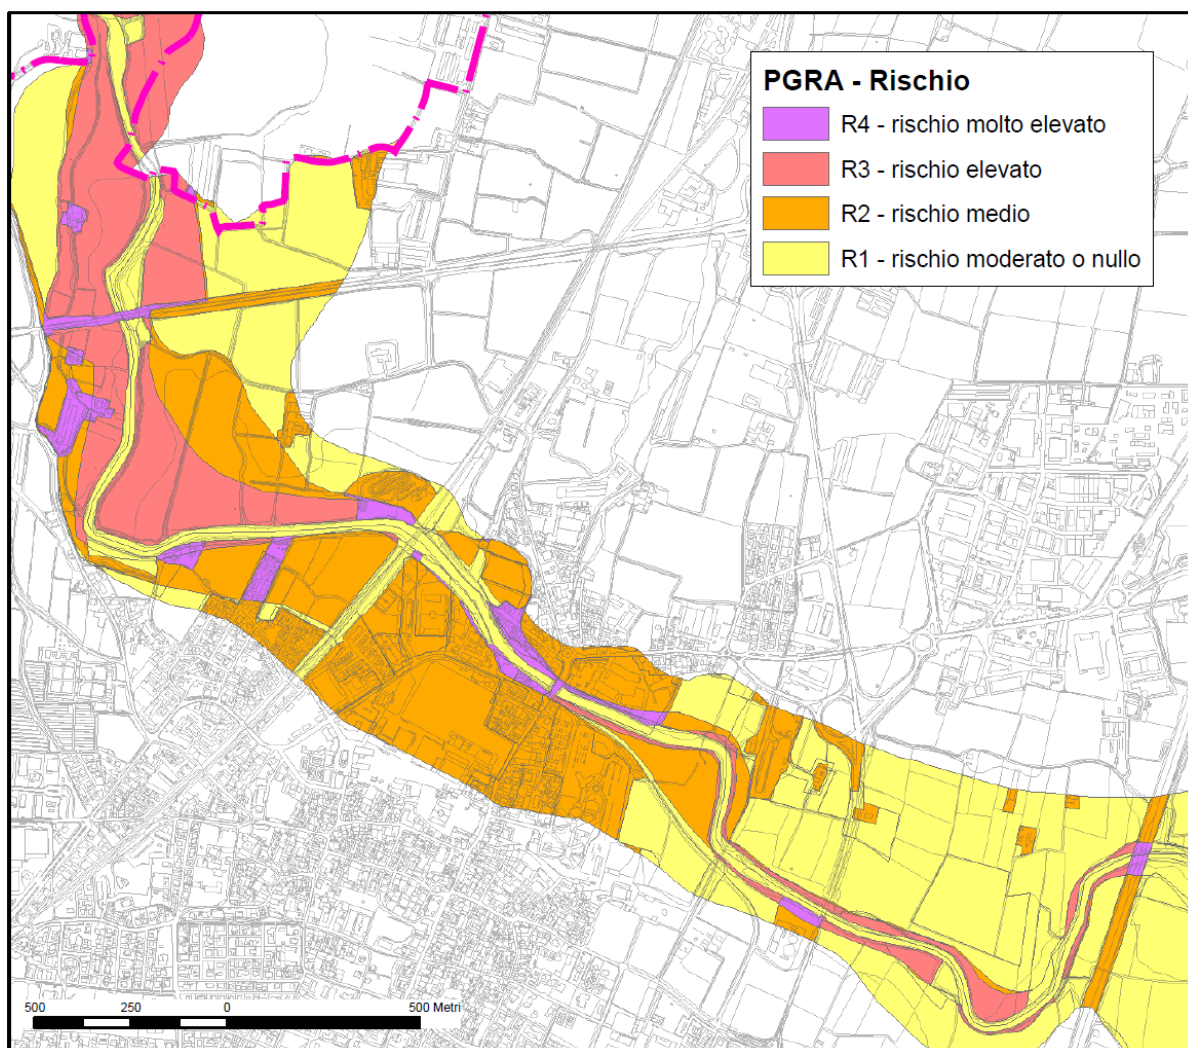 PGRA - Rischio
R4 - rischio molto elevato
R3 - rischio elevato
R2 - rischio medio
R1 - rischio moderato o nullo
500 250 0 500 Metri